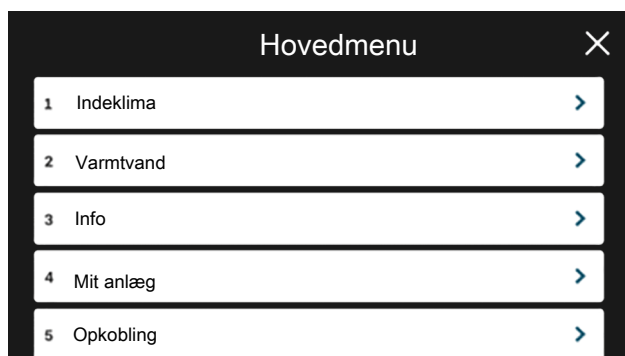 Hovedmenu
1 Indeklima
2 Varmtvand
3 Info
4 Mit anlæg
5 Opkobling